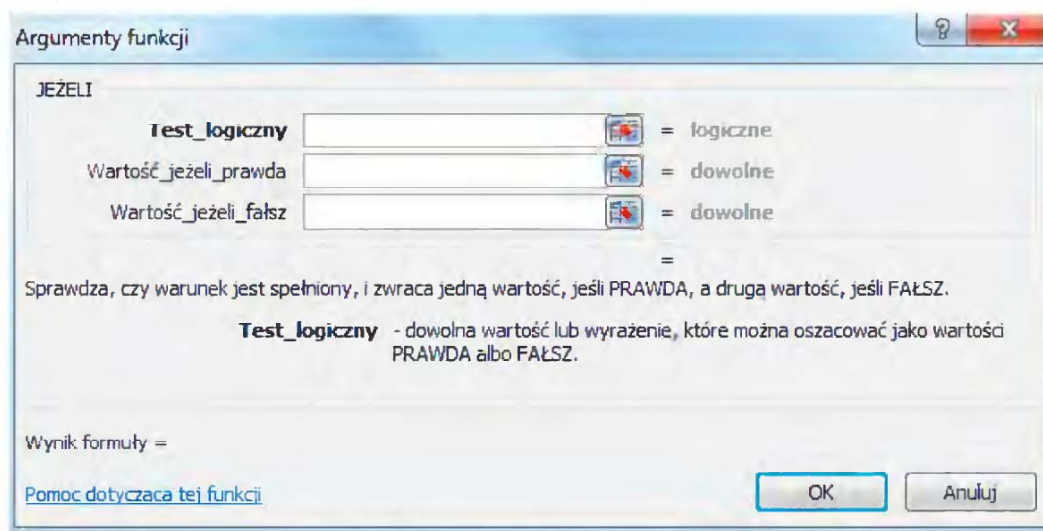 Argumenty funkcji
JEŻELI
Test_logiczny = logiczne
Wartość_jeżeli_prawda = dowolne
Wartość_jeżeli_fałsz = dowolne
=
Sprawdza, czy warunek jest spełniony, i zwraca jedną wartość, jeśli PRAWDA, a drugą wartość, jeśli FAŁSZ.
Test_logiczny - dowolna wartość lub wyrażenie, które można oszacować jako wartości
PRAWDA albo FAŁSZ.
Wynik formuły =
Pomoc dotycząca tej funkcji OK Anuluj